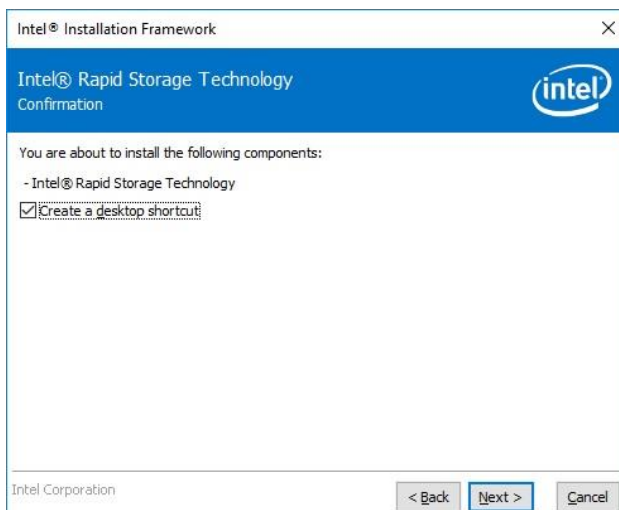 Intel® Installation Framework
Intel® Rapid Storage Technology
Confirmation
intel
You are about to install the following components:
- Intel® Rapid Storage Technology
Create a desktop shortcut
Intel Corporation
< Back Next > Cancel